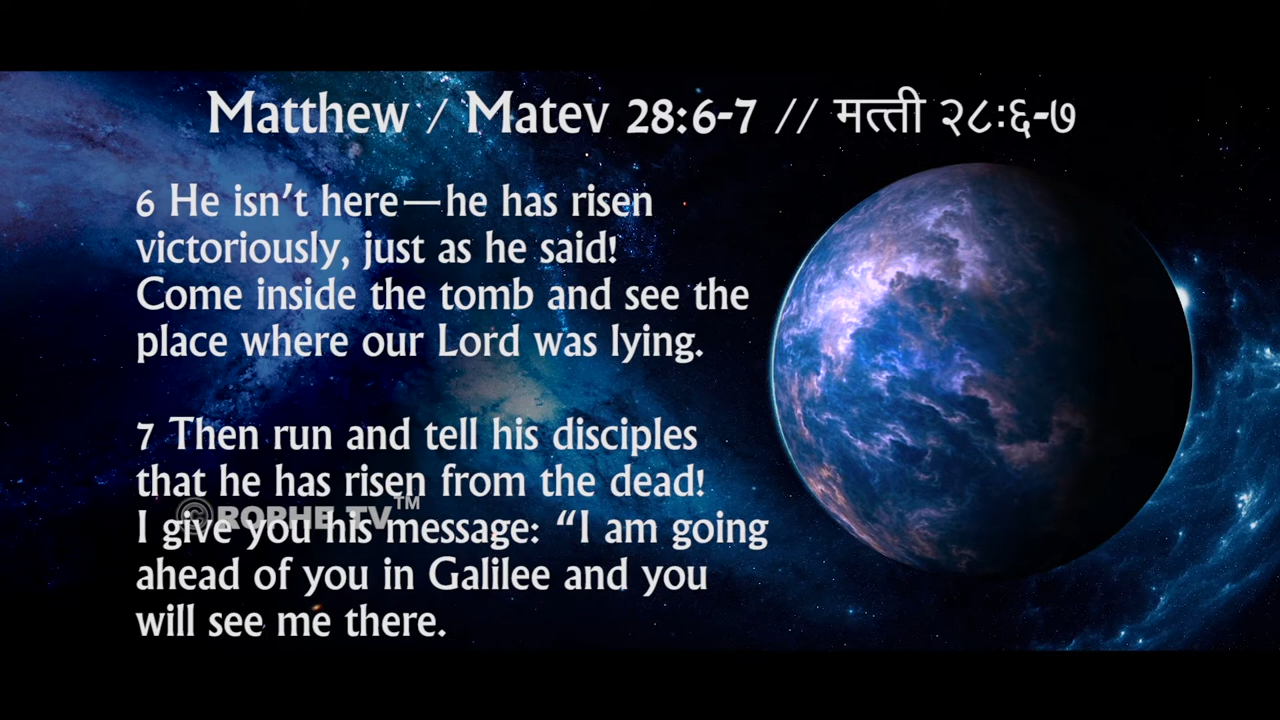 Matthew / Matev 28:6-7 // मत्ती २८:६-७
6 He isn't here—he has risen
victoriously, just as he said!
Come inside the tomb and see the
place where our Lord was lying.
7 Then run and tell his disciples
that he has risen from the dead!
©ROPHE TV™
I give you his message: “I am going
ahead of you in Galilee and you
will see me there.